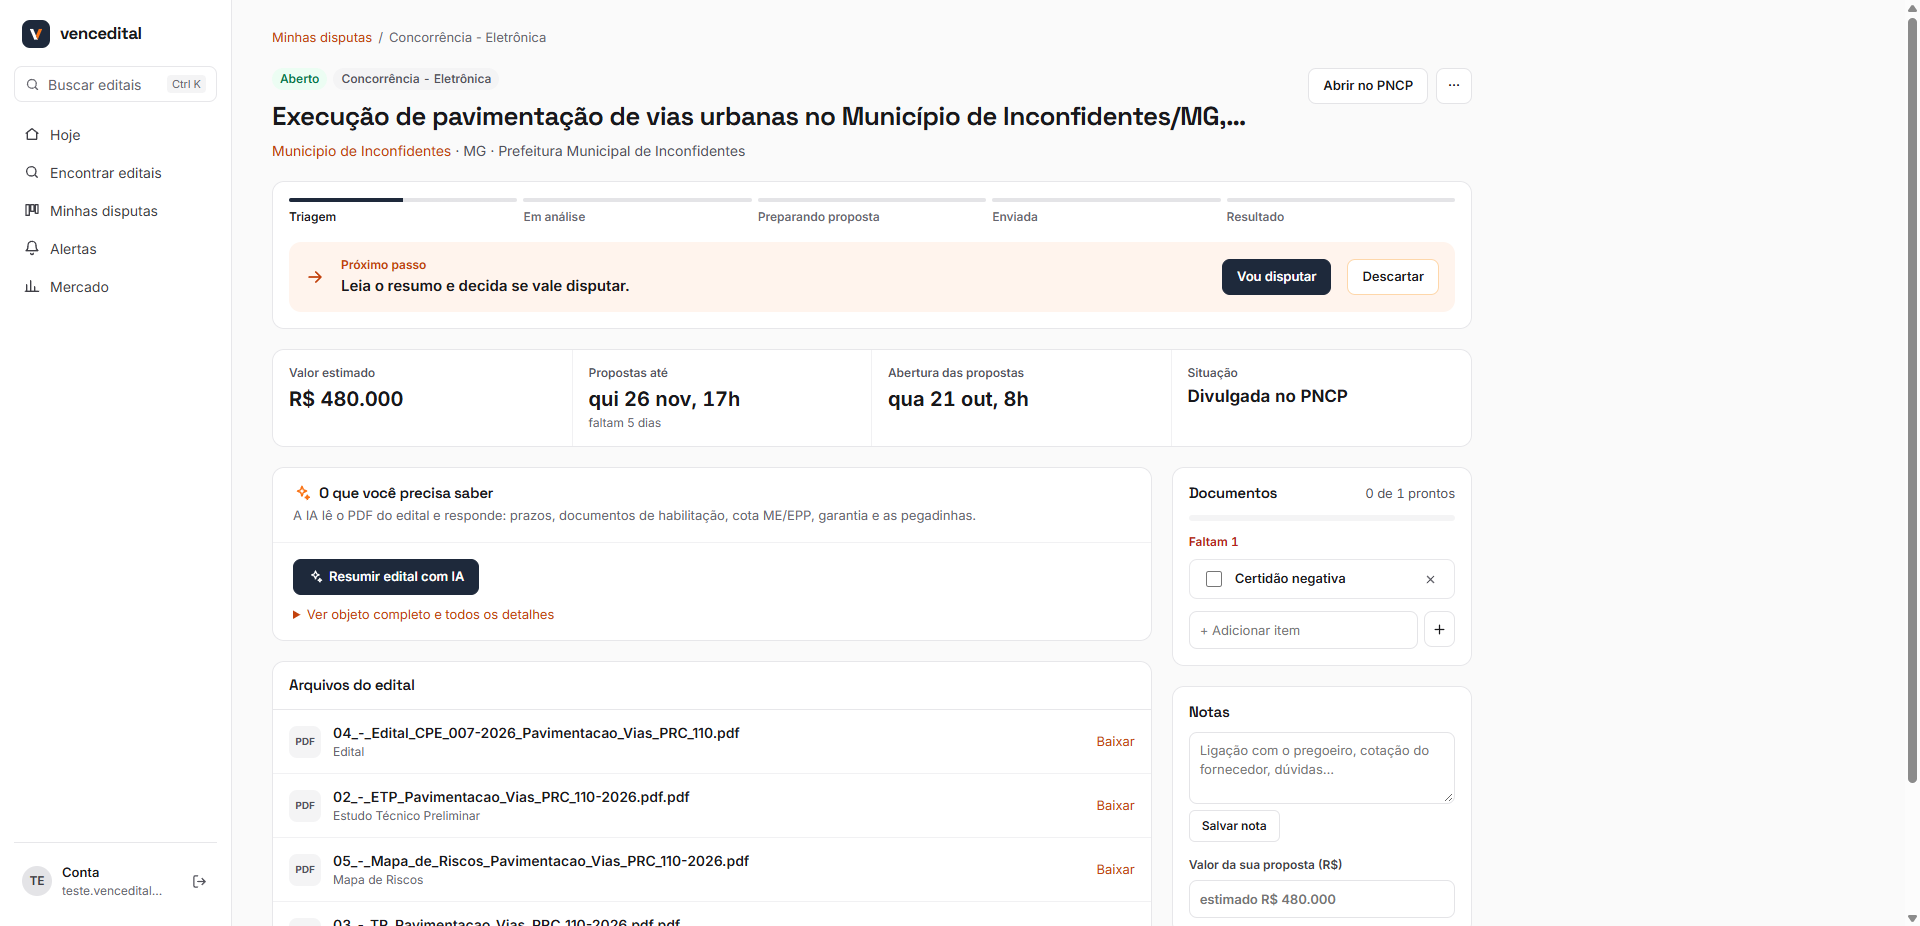 vencedital
Buscar editais Ctrl K
Hoje
Encontrar editais
Minhas disputas
Alertas
Mercado
TE
Conta
teste.vencedital...
Minhas disputas / Concorrência - Eletrônica
Aberto Concorrência - Eletrônica
Abrir no PNCP ...
Execução de pavimentação de vias urbanas no Município de Inconfidentes/MG,...
Municipio de Inconfidentes · MG · Prefeitura Municipal de Inconfidentes
Triagem Em análise Preparando proposta Enviada Resultado
Próximo passo
Leia o resumo e decida se vale disputar.
Vou disputar Descartar
Valor estimado
R$ 480.000
Propostas até
qui 26 nov, 17h
faltam 5 dias
Abertura das propostas
qua 21 out, 8h
Situação
Divulgada no PNCP
O que você precisa saber
A IA lê o PDF do edital e responde: prazos, documentos de habilitação, cota ME/EPP, garantia e as pegadinhas.
Resumir edital com IA
Ver objeto completo e todos os detalhes
Arquivos do edital
PDF 04_-_Edital_CPE_007-2026_Pavimentacao_Vias_PRC_110.pdf
Edital
Baixar
PDF 02_-_ETP_Pavimentacao_Vias_PRC_110-2026.pdf.pdf
Estudo Técnico Preliminar
Baixar
PDF 05_-_Mapa_de_Riscos_Pavimentacao_Vias_PRC_110-2026.pdf
Mapa de Riscos
Baixar
03_-_TR_Pavimentacao_Vias_PRC_110-2026.pdf.pdf
Documentos 0 de 1 prontos
Faltam 1
Certidão negativa ×
+ Adicionar item +
Notas
Ligação com o pregoeiro, cotação do
fornecedor, dúvidas...
Salvar nota
Valor da sua proposta (R$)
estimado R$ 480.000